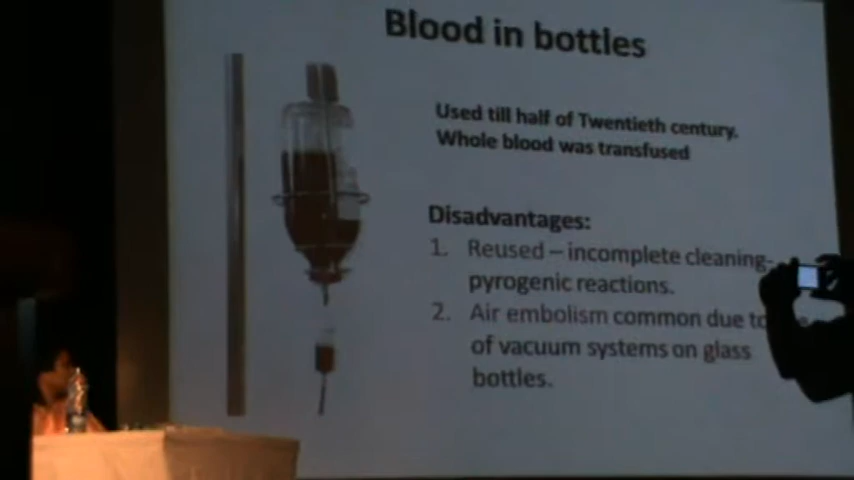 Blood in bottles
Used till half of Twentieth century.
Whole blood was transfused
Disadvantages:
1. Reused – incomplete cleaning-
pyrogenic reactions.
2. Air embolism common due to
of vacuum systems on glass
bottles.